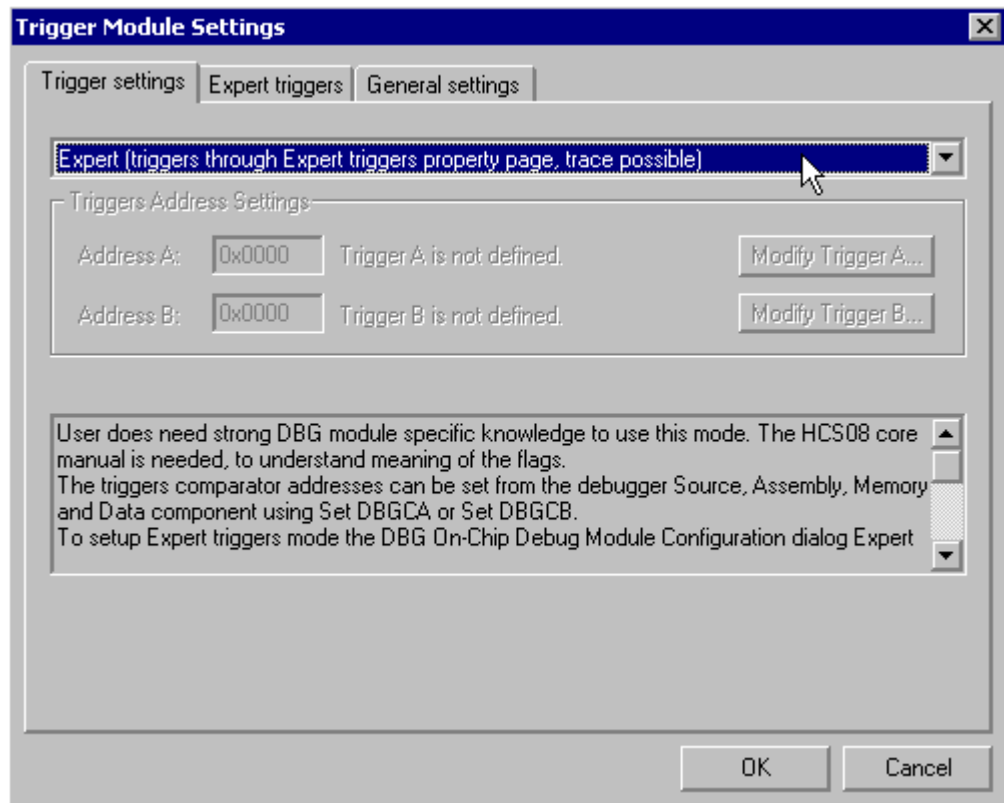 Trigger Module Settings
Trigger settings Expert triggers General settings
Expert (triggers through Expert triggers property page, trace possible)
Triggers Address Settings
Address A: 0x0000 Trigger A is not defined. Modify Trigger A...
Address B: 0x0000 Trigger B is not defined. Modify Trigger B...
User does need strong DBG module specific knowledge to use this mode. The HCS08 core
manual is needed, to understand meaning of the flags.
The triggers comparator addresses can be set from the debugger Source, Assembly, Memory
and Data component using Set DBGCA or Set DBGCB.
To setup Expert triggers mode the DBG On-Chip Debug Module Configuration dialog Expert
OK Cancel